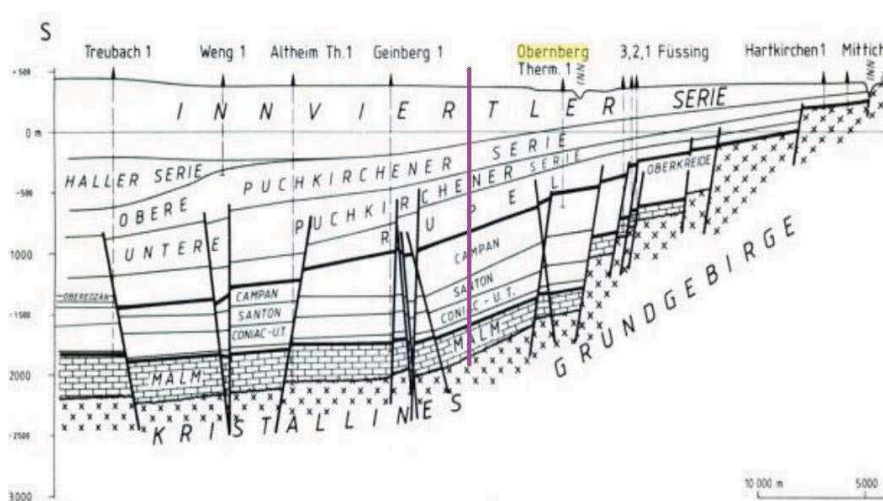 S
Treubach 1 Weng 1 Altheim Th.1 Geinberg 1 Obernberg Therm. 1 INN 3,2,1 Füssing Hartkirchen 1 Mittich INN
+500
0 m
-500
1000
-1500
2000
-2500
3000
INNVIERTLER SERIE
HALLER SERIE
OBERE PUCHKIRCHENER SERIE
UNTERE PUCHKIRCHENER SERIE
RUPEL
OBERKREIDE
OBEREOZÄN
CAMPAN
SANTON
CONIAC-U.T.
CAMPAN
SANTON
CONIAC-U.T.
MALM
MALM
GRUNDGEBIRGE
KRISTALLINES
10 000 m 5000